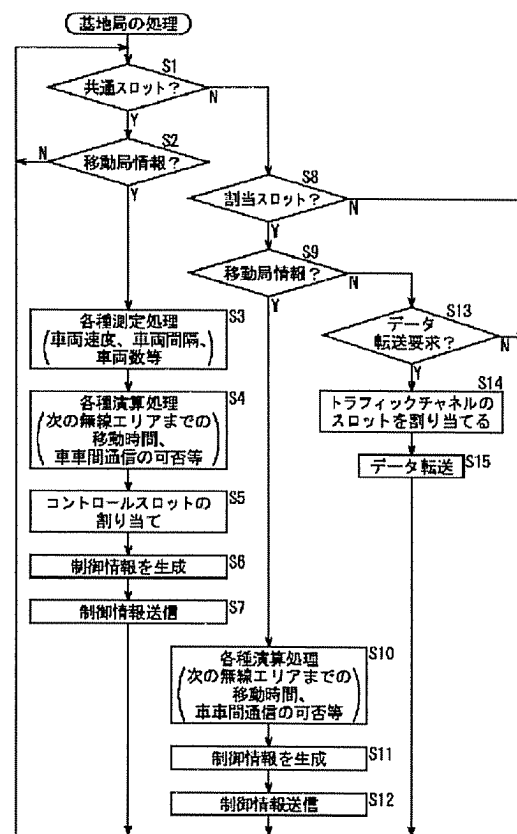 基地局の処理
S1
共通スロット?
N
Y
S2
N
移動局情報?
Y
S8
割当スロット?
N
Y
S9
移動局情報?
N
Y
S3
各種測定処理
(車両速度、車両間隔、
車両数等)
S13
データ
転送要求?
N
Y
S4
各種演算処理
(次の無線エリアまでの
移動時間、
車車間通信の可否等)
S14
トラフィックチャネルの
スロットを割り当てる
データ転送
S15
S5
コントロールスロットの
割り当て
S6
制御情報を生成
S7
制御情報送信
S10
各種演算処理
(次の無線エリアまでの
移動時間、
車車間通信の可否等)
S11
制御情報を生成
S12
制御情報送信